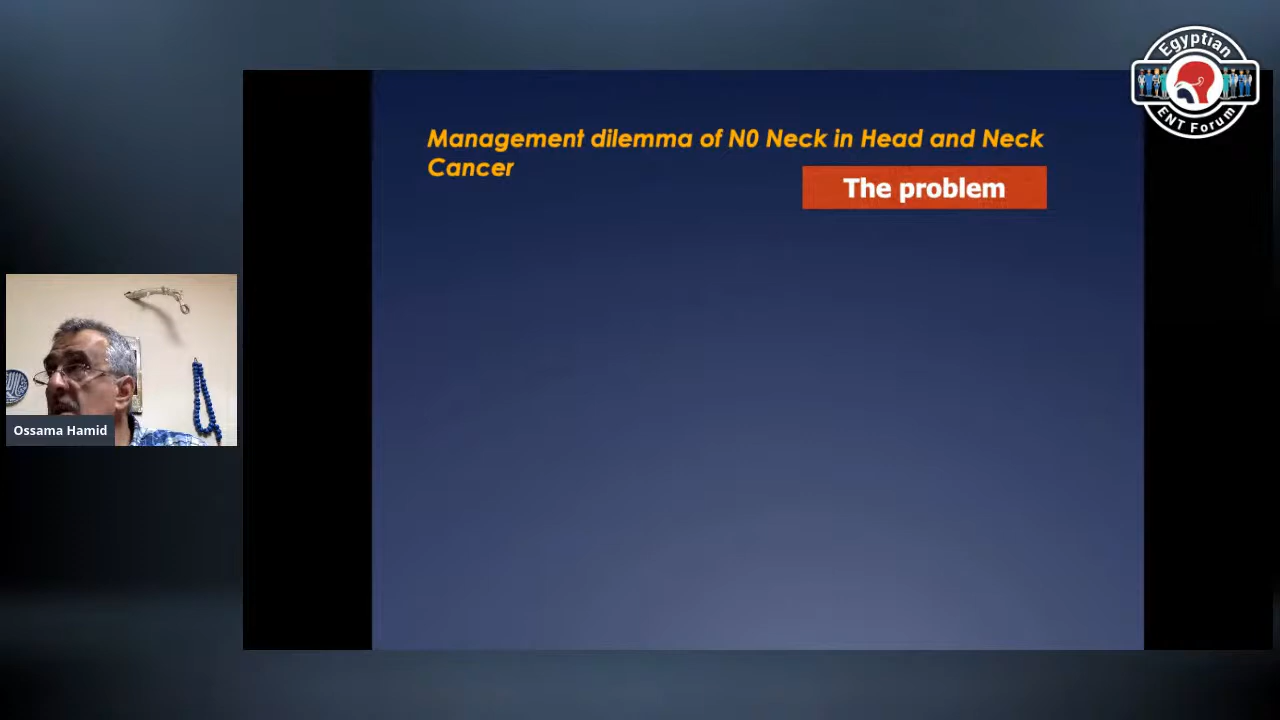 Egyptian
ENT Forum
Management dilemma of N0 Neck in Head and Neck
Cancer
The problem
Ossama Hamid